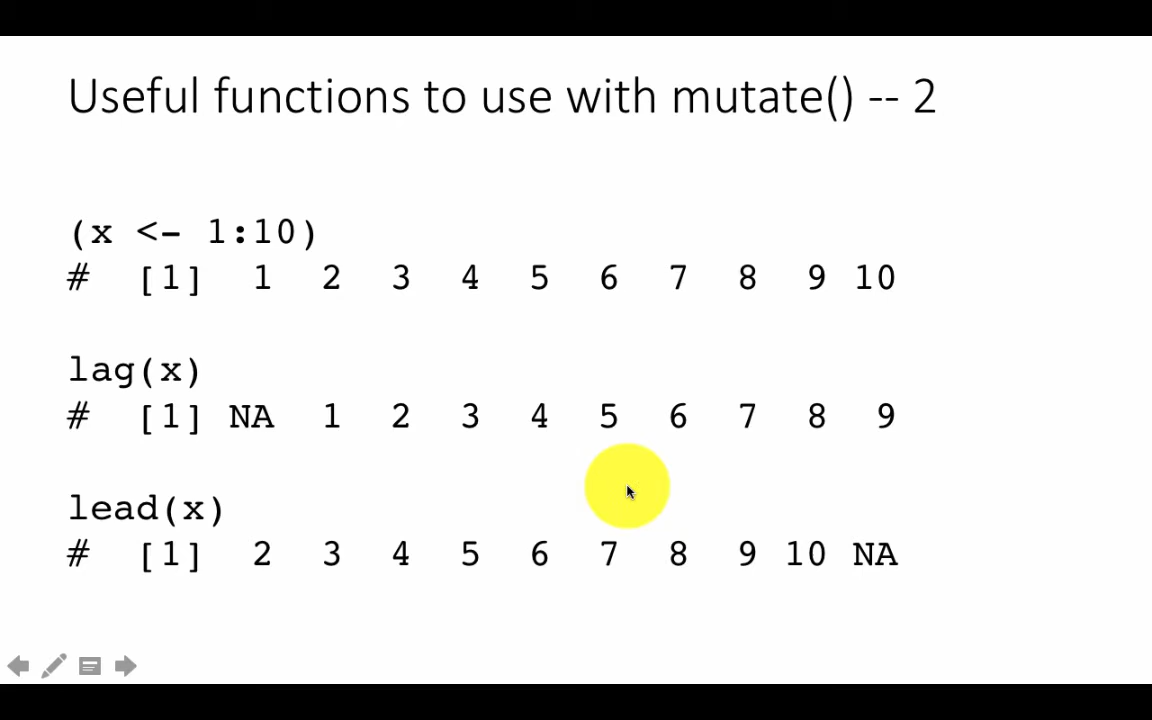 Useful functions to use with mutate() -- 2
(x <- 1:10)
# [1] 1 2 3 4 5 6 7 8 9 10
lag(x)
# [1] NA 1 2 3 4 5 6 7 8 9
lead(x)
# [1] 2 3 4 5 6 7 8 9 10 NA